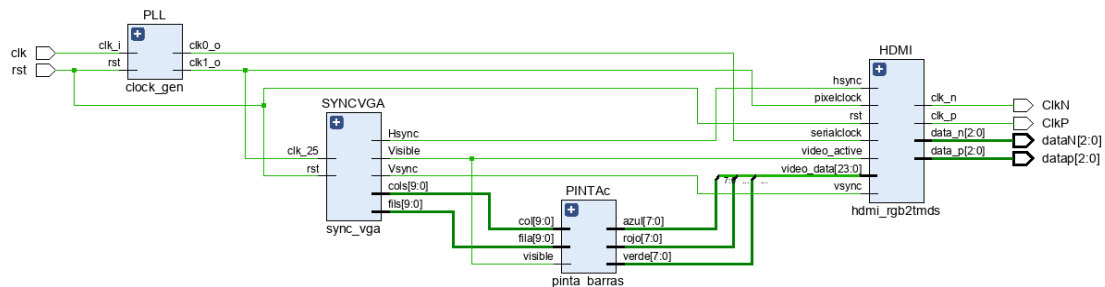 PLL
clk
rst
clk_i
rst
clk0_o
clk1_o
clock_gen
SYNCVGA
clk_25
rst
Hsync
Visible
Vsync
cols[9:0]
fils[9:0]
sync_vga
PINTAc
col[9:0]
fila[9:0]
visible
azul[7:0]
rojo[7:0]
verde[7:0]
pinta_barras
HDMI
hsync
pixelclock
rst
serialclock
video_active
video_data[23:0]
7:0 ... ...
vsync
clk_n
clk_p
data_n[2:0]
data_p[2:0]
hdmi_rgb2tmds
ClkN
ClkP
dataN[2:0]
datap[2:0]